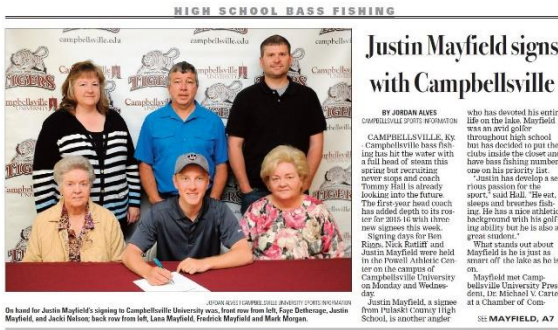 HIGH SCHOOL BASS FISHING
Campbellsville
UNIVERSITY
campbellsville.edu
TIGERS
Justin Mayfield signs
with Campbellsville
JORDAN ALVES | CAMPBELLSVILLE UNIVERSITY SPORTS INFORMATION
On hand for Justin Mayfield's signing to Campbellsville University was, front row from left, Faye Detherage, Justin
Mayfield, and Jacki Nelson; back row from left, Lana Mayfield, Fredrick Mayfield and Mark Morgan.
BY JORDAN ALVES
CAMPBELLSVILLE SPORTS INFORMATION
CAMPBELLSVILLE, Ky.
- Campbellsville bass fish-
ing has hit the water with
a full head of steam this
spring but recruiting
never stops and coach
Tommy Hall is already
looking into the future.
The first-year head coach
has added depth to its ros-
ter for 2015-16 with three
new signees this week.
Signing days for Ben
Riggs, Nick Ratliff and
Justin Mayfield were held
in the Powell Athletic Cen-
ter on the campus of
Campbellsville University
on Monday and Wednes-
day.
Justin Mayfield, a signee
from Pulaski County High
School, is another angler
who has devoted his entire
life on the lake. Mayfield
was an avid golfer
throughout high school
but has decided to put the
clubs inside the closet and
have bass fishing number
one on his priority list.
"Justin has develop a se-
rious passion for the
sport," said Hall. "He eat,
sleeps and breathes fish-
ing. He has a nice athletic
background with his golf-
ing ability but he is also a
great student."
What stands about
Mayfield is he just as
smart off the lake as he is
on.
Mayfield met Camp-
bellsville University Presi-
dent, Dr. Michael V. Carter
at a Chamber of Com-
SEE MAYFIELD, A7